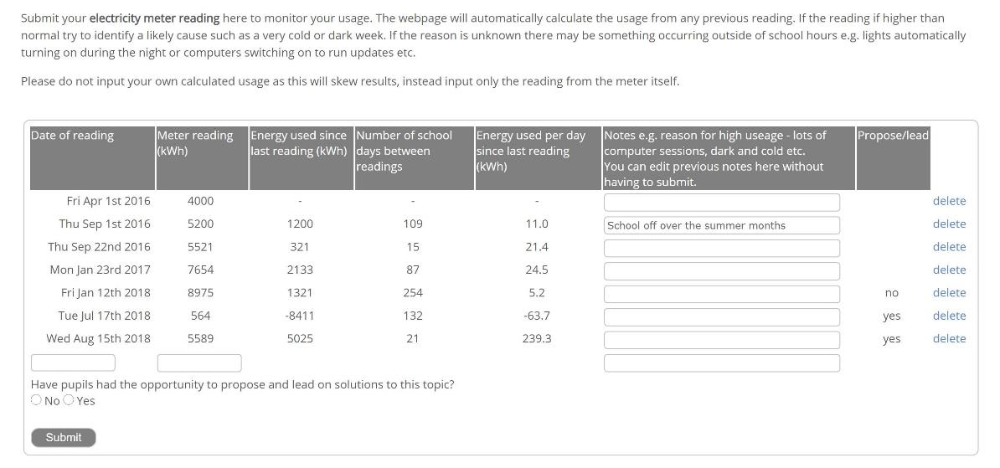 Submit your electricity meter reading here to monitor your usage. The webpage will automatically calculate the usage from any previous reading. If the reading if higher than
normal try to identify a likely cause such as a very cold or dark week. If the reason is unknown there may be something occurring outside of school hours e.g. lights automatically
turning on during the night or computers switching on to run updates etc.
Please do not input your own calculated usage as this will skew results, instead input only the reading from the meter itself.
Date of reading Meter reading Energy used since Number of school Energy used per day Notes e.g. reason for high useage - lots of Propose/lead
(kWh) last reading (kWh) days between since last reading computer sessions, dark and cold etc.
readings (kWh) You can edit previous notes here without
having to submit.
Fri Apr 1st 2016 4000 - - - delete
Thu Sep 1st 2016 5200 1200 109 11.0 School off over the summer months delete
Thu Sep 22nd 2016 5521 321 15 21.4 delete
Mon Jan 23rd 2017 7654 2133 87 24.5 delete
Fri Jan 12th 2018 8975 1321 254 5.2 no delete
Tue Jul 17th 2018 564 -8411 132 -63.7 yes delete
Wed Aug 15th 2018 5589 5025 21 239.3 yes delete
Have pupils had the opportunity to propose and lead on solutions to this topic?
No Yes
Submit